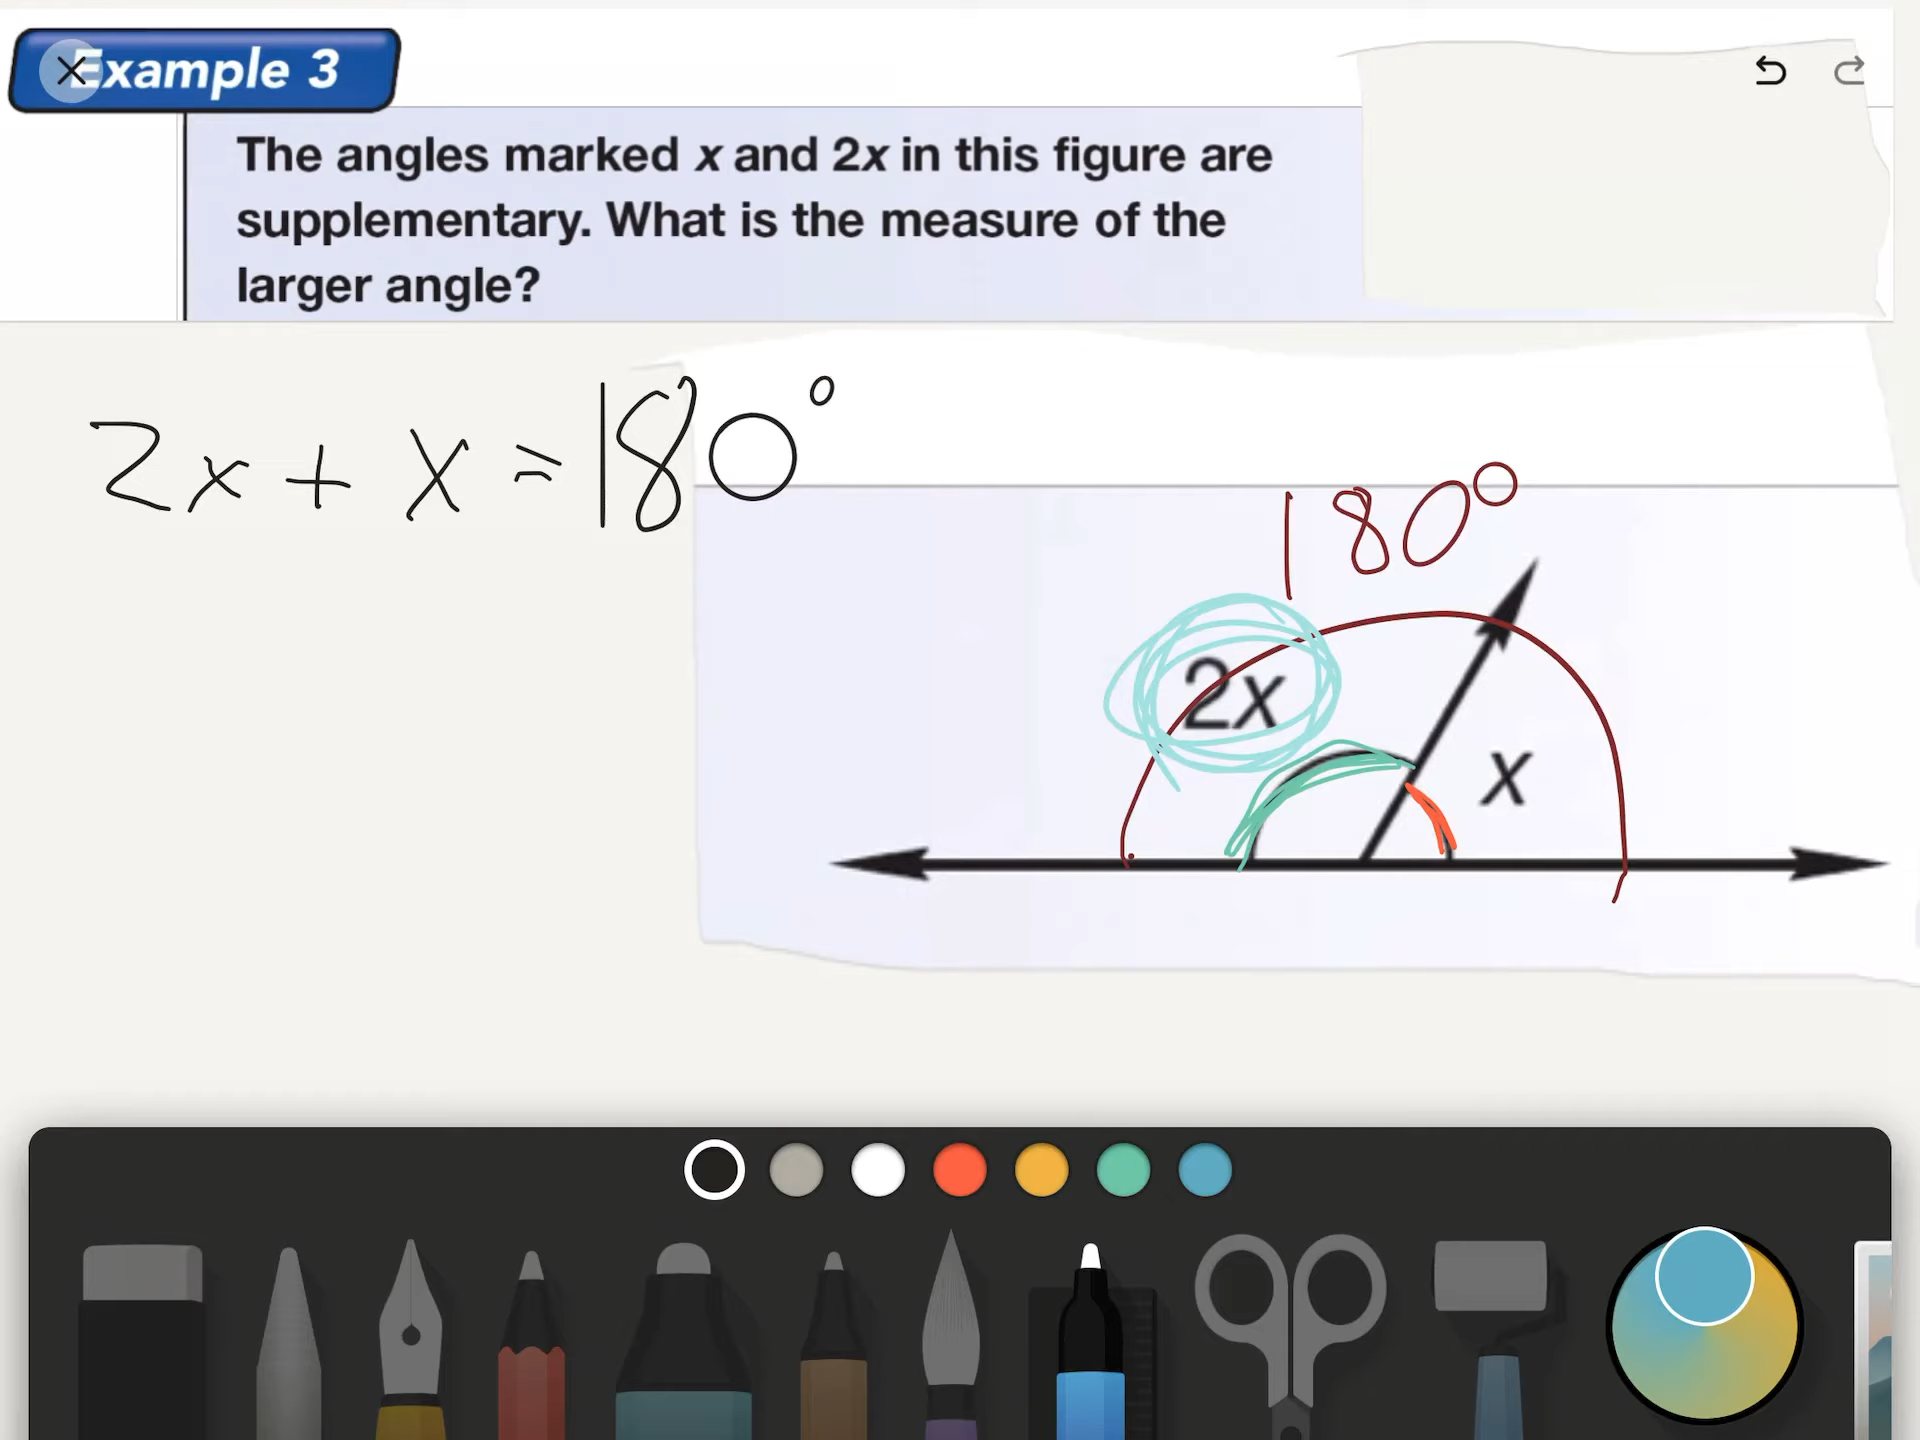 Example 3
The angles marked x and 2x in this figure are
supplementary. What is the measure of the
larger angle?
2x + x = 180°
180°
2x
x